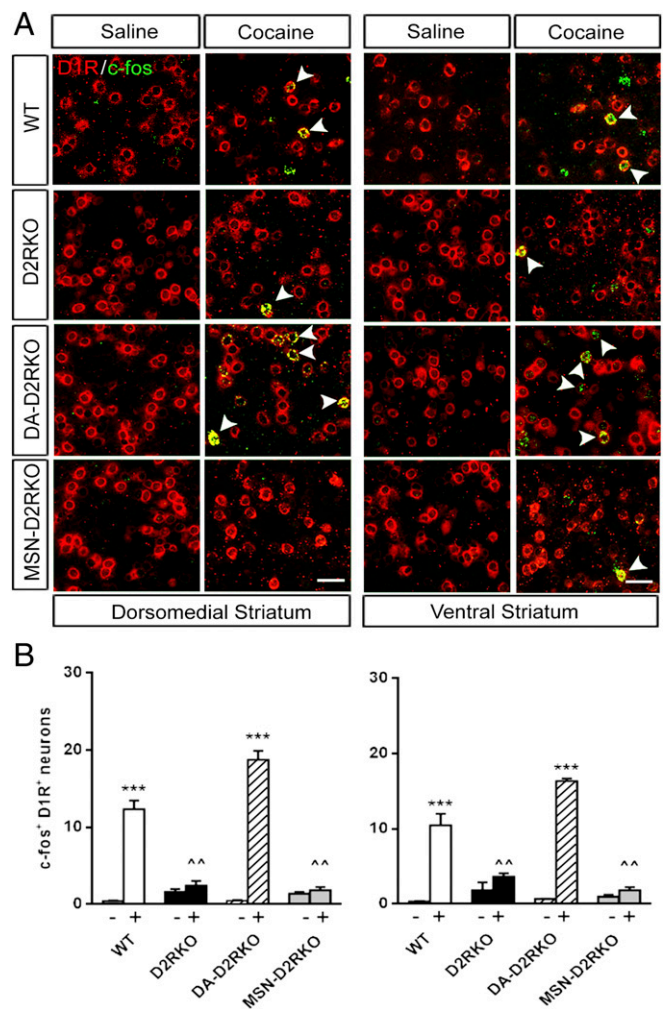 A
Saline
Cocaine
Saline
Cocaine
D1R/c-fos
WT
D2RKO
DA-D2RKO
MSN-D2RKO
Dorsomedial Striatum
Ventral Striatum
B
c-fos⁺ D1R⁺ neurons
30
20
10
0
***
^^
***
^^
- + - + - + - +
WT
D2RKO
DA-D2RKO
MSN-D2RKO
30
20
10
0
***
^^
***
^^
- + - + - + - +
WT
D2RKO
DA-D2RKO
MSN-D2RKO